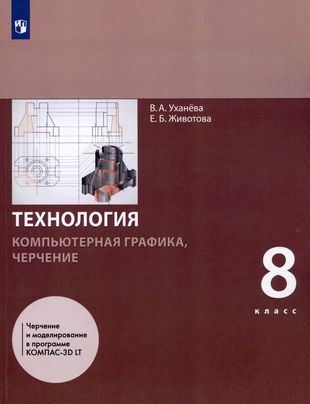 В. А. Уханёва
Е. Б. Животова
ТЕХНОЛОГИЯ
КОМПЬЮТЕРНАЯ ГРАФИКА,
ЧЕРЧЕНИЕ
8
класс
Черчение
и моделирование
в программе
КОМПАС-3D LT